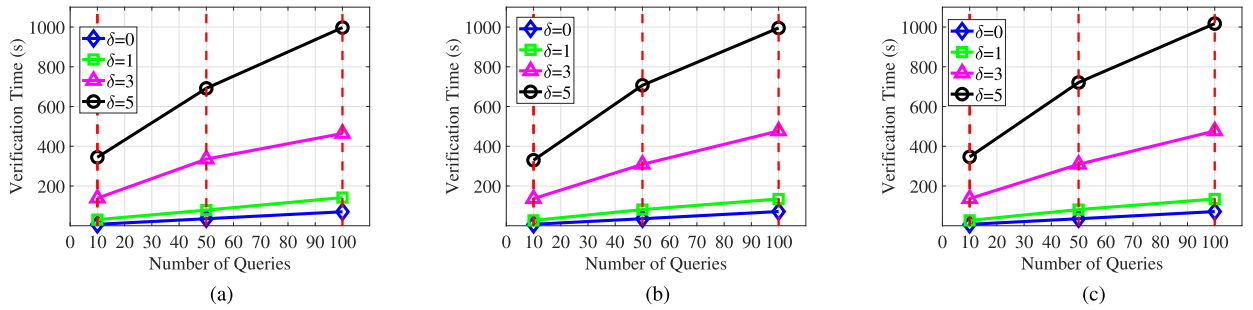 1000
800
600
400
200
0 10 20 30 40 50 60 70 80 90 100
Verification Time (s)
Number of Queries
δ=0
δ=1
δ=3
δ=5
(a)
1000
800
600
400
200
0 10 20 30 40 50 60 70 80 90 100
Verification Time (s)
Number of Queries
δ=0
δ=1
δ=3
δ=5
(b)
1000
800
600
400
200
0 10 20 30 40 50 60 70 80 90 100
Verification Time (s)
Number of Queries
δ=0
δ=1
δ=3
δ=5
(c)